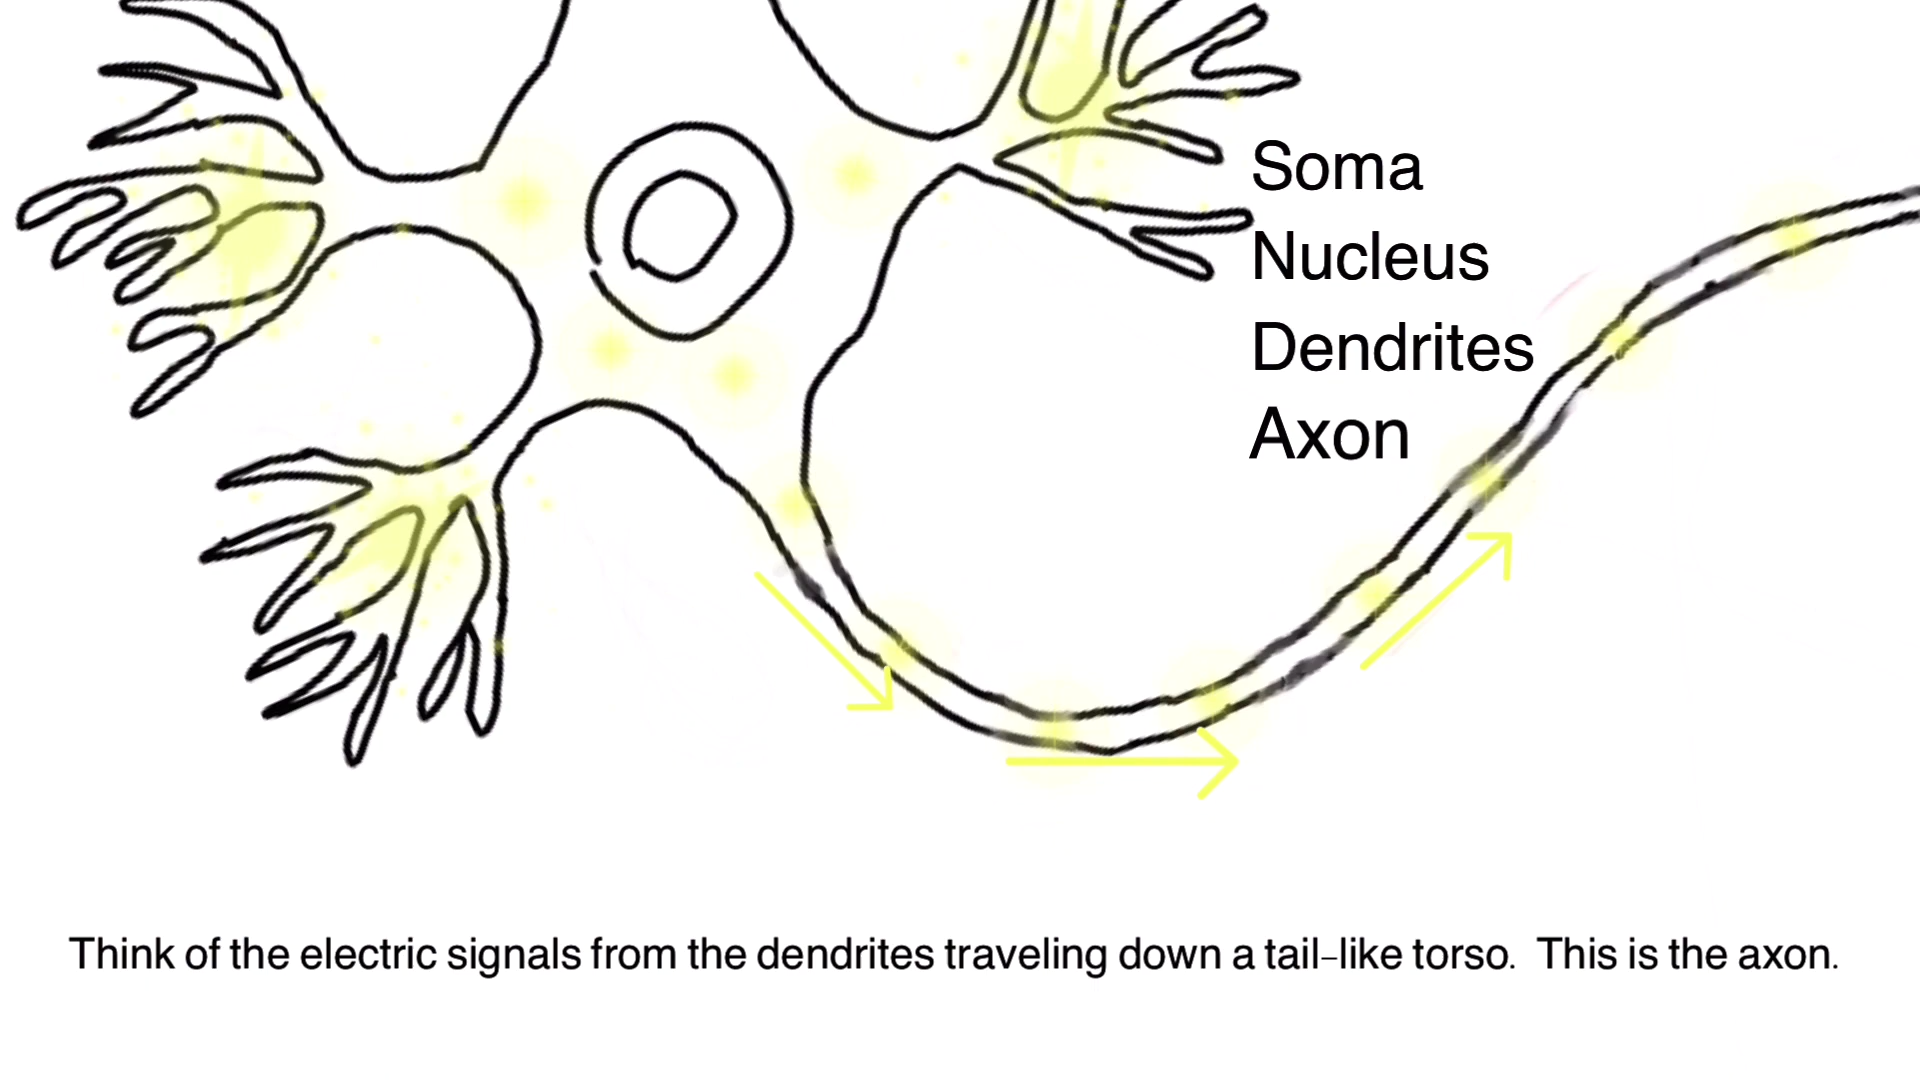 Soma
Nucleus
Dendrites
Axon
Think of the electric signals from the dendrites traveling down a tail-like torso.  This is the axon.